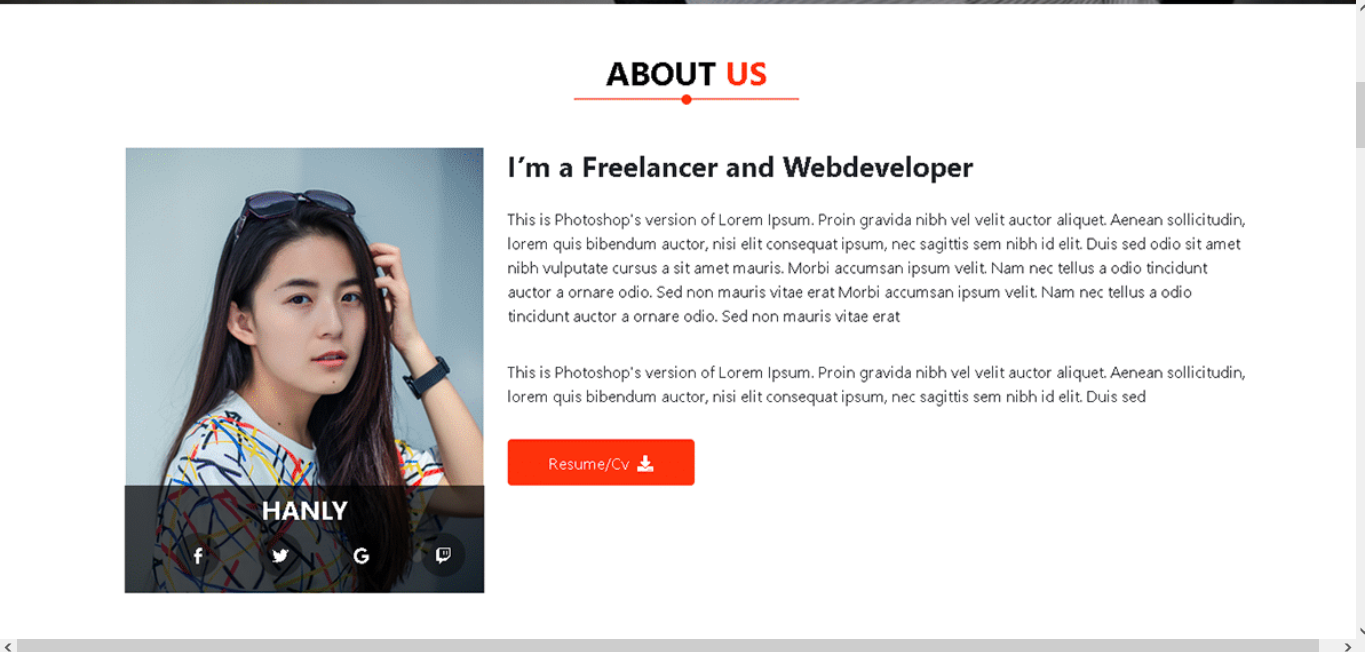 ABOUT US
I'm a Freelancer and Webdeveloper
This is Photoshop's version of Lorem Ipsum. Proin gravida nibh vel velit auctor aliquet. Aenean sollicitudin,
lorem quis bibendum auctor, nisi elit consequat ipsum, nec sagittis sem nibh id elit. Duis sed odio sit amet
nibh vulputate cursus a sit amet mauris. Morbi accumsan ipsum velit. Nam nec tellus a odio tincidunt
auctor a ornare odio. Sed non mauris vitae erat Morbi accumsan ipsum velit. Nam nec tellus a odio
tincidunt auctor a ornare odio. Sed non mauris vitae erat
This is Photoshop's version of Lorem Ipsum. Proin gravida nibh vel velit auctor aliquet. Aenean sollicitudin,
lorem quis bibendum auctor, nisi elit consequat ipsum, nec sagittis sem nibh id elit. Duis sed
Resume/Cv
HANLY